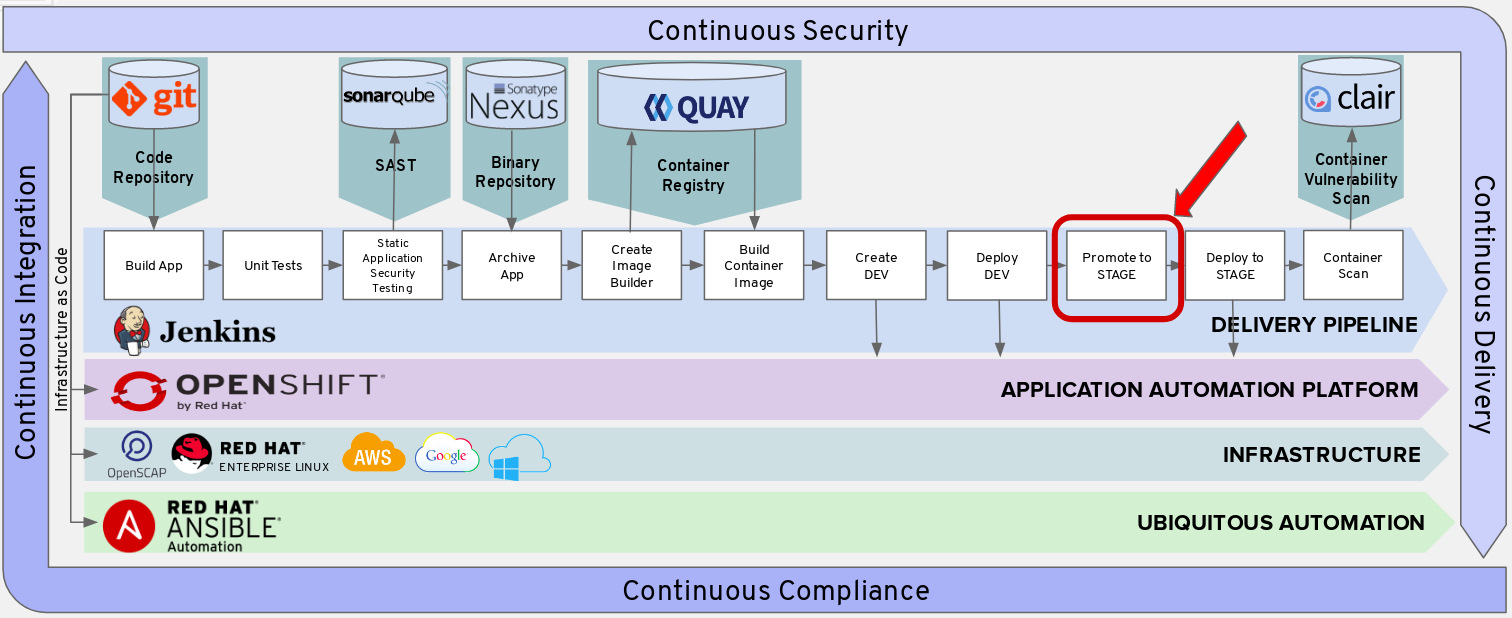 Continuous Security
git
sonarqube
Sonatype
Nexus
QUAY
clair
Code
Repository
SAST
Binary
Repository
Container
Registry
Container
Vulnerability
Scan
Build App
Unit Tests
Static
Application
Security
Testing
Archive
App
Create
Image
Builder
Build
Container
Image
Create
DEV
Deploy
DEV
Promote to
STAGE
Deploy to
STAGE
Container
Scan
Jenkins
DELIVERY PIPELINE
OPENSHIFT®
by Red Hat®
APPLICATION AUTOMATION PLATFORM
OpenSCAP
RED HAT®
ENTERPRISE LINUX
AWS
Google
INFRASTRUCTURE
RED HAT®
ANSIBLE®
Automation
UBIQUITOUS AUTOMATION
Continuous Integration
Infrastructure as Code
Continuous Delivery
Continuous Compliance